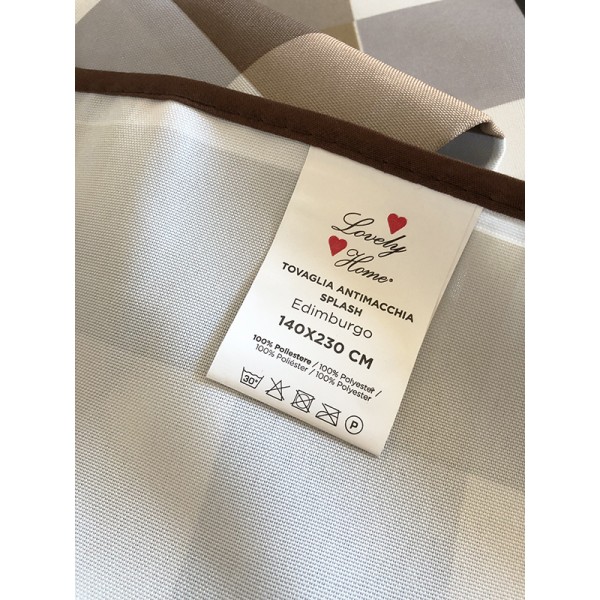 Lovely
Home®
TOVAGLIA ANTIMACCHIA
SPLASH
Edimburgo
140X230 CM
100% Poliestere / 100% Polyester /
100% Poliéster / 100% Polyester
30°
P